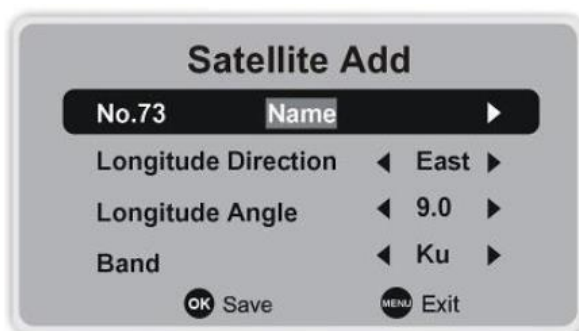 Satellite Add
No.73 Name
Longitude Direction East
Longitude Angle 9.0
Band Ku
OK Save MENU Exit